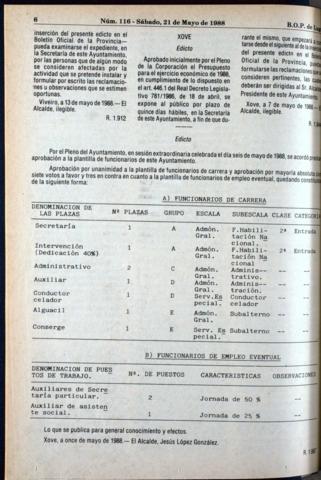 6
Núm. 116 - Sábado, 21 de Mayo de 1988
B.O.P. de
inserción del presente edicto en el
Boletín Oficial de la Provincia—
pueda examinarse el expediente, en
la Secretaría de este Ayuntamiento,
por las personas que de algún modo
se consideren afectadas por la
actividad que se pretende instalar y
formular por escrito las reclamacio-
nes u observaciones que se estimen
oportunas.
Viveiro, a 13 de mayo de 1988.— El
Alcalde, ilegible.
R. 1.912
XOVE
Edicto
Aprobado inicialmente por el Pleno
de la Corporación el Presupuesto
para el ejercicio económico de 1988,
en cumplimiento de lo dispuesto en
el art. 446.1 del Real Decreto Legisla-
tivo 781/1986, de 18 de abril, se
expone al público por plazo de
quince días hábiles, en la Secretaría
de este Ayuntamiento, a fin de que du-
rante el mismo, que empezará a
tarse desde el siguiente al de la
del presente edicto en el
Oficial de la Provincia,
formularse las reclamaciones que
consideren pertinentes, las
deberán ser dirigidas al Sr. Alcalde
Presidente de este Ayuntamiento.
Xove, a 7 de mayo de 1988.—
Alcalde, ilegible.
R.
Edicto
Por el Pleno del Ayuntamiento, en sesión extraordinaria celebrada el día seis de mayo de 1988, se acordó prestar
aprobación a la plantilla de funcionarios de este Ayuntamiento.
Aprobación por unanimidad a la plantilla de funcionarios de carrera y aprobación por mayoría absoluta
siete votos a favor y tres en contra en cuanto a la plantilla de funcionarios de empleo eventual, quedando
de la siguiente forma:
A) FUNCIONARIOS DE CARRERA
DENOMINACION DE LAS PLAZAS Nº PLAZAS GRUPO ESCALA SUBESCALA CLASE CATEGORIA
Secretaría 1 A Admón. Gral. F.Habili- tación Na cional. 2ª Entrada
Intervención (Dedicación 40%) 1 A Admón. Gral. F.Habili- tación Na cional 2ª Entrada
Administrativo 2 C Admón. Gral. Adminis-- trativo. -- --
Auxiliar 1 D Admón. Gral. Adminis-- tración. -- --
Conductor celador 1 D Serv.Es pecial. Conductor celador -- --
Alguacil 1 E Admón. Gral. Subalterno -- --
Conserge 1 E Serv. Es pecial. Subalterno -- --
B) FUNCIONARIOS DE EMPLEO EVENTUAL
DENOMINACION DE PUES TOS DE TRABAJO. Nº. DE PUESTOS CARACTERISTICAS OBSERVACIONES
Auxiliares de Secre taría particular. 2 Jornada de 50 % --
Auxiliar de asisten te social. 1 Jornada de 25 % --
Lo que se publica para general conocimiento y efectos.
Xove, a once de mayo de 1988.— El Alcalde, Jesús López González.
R.